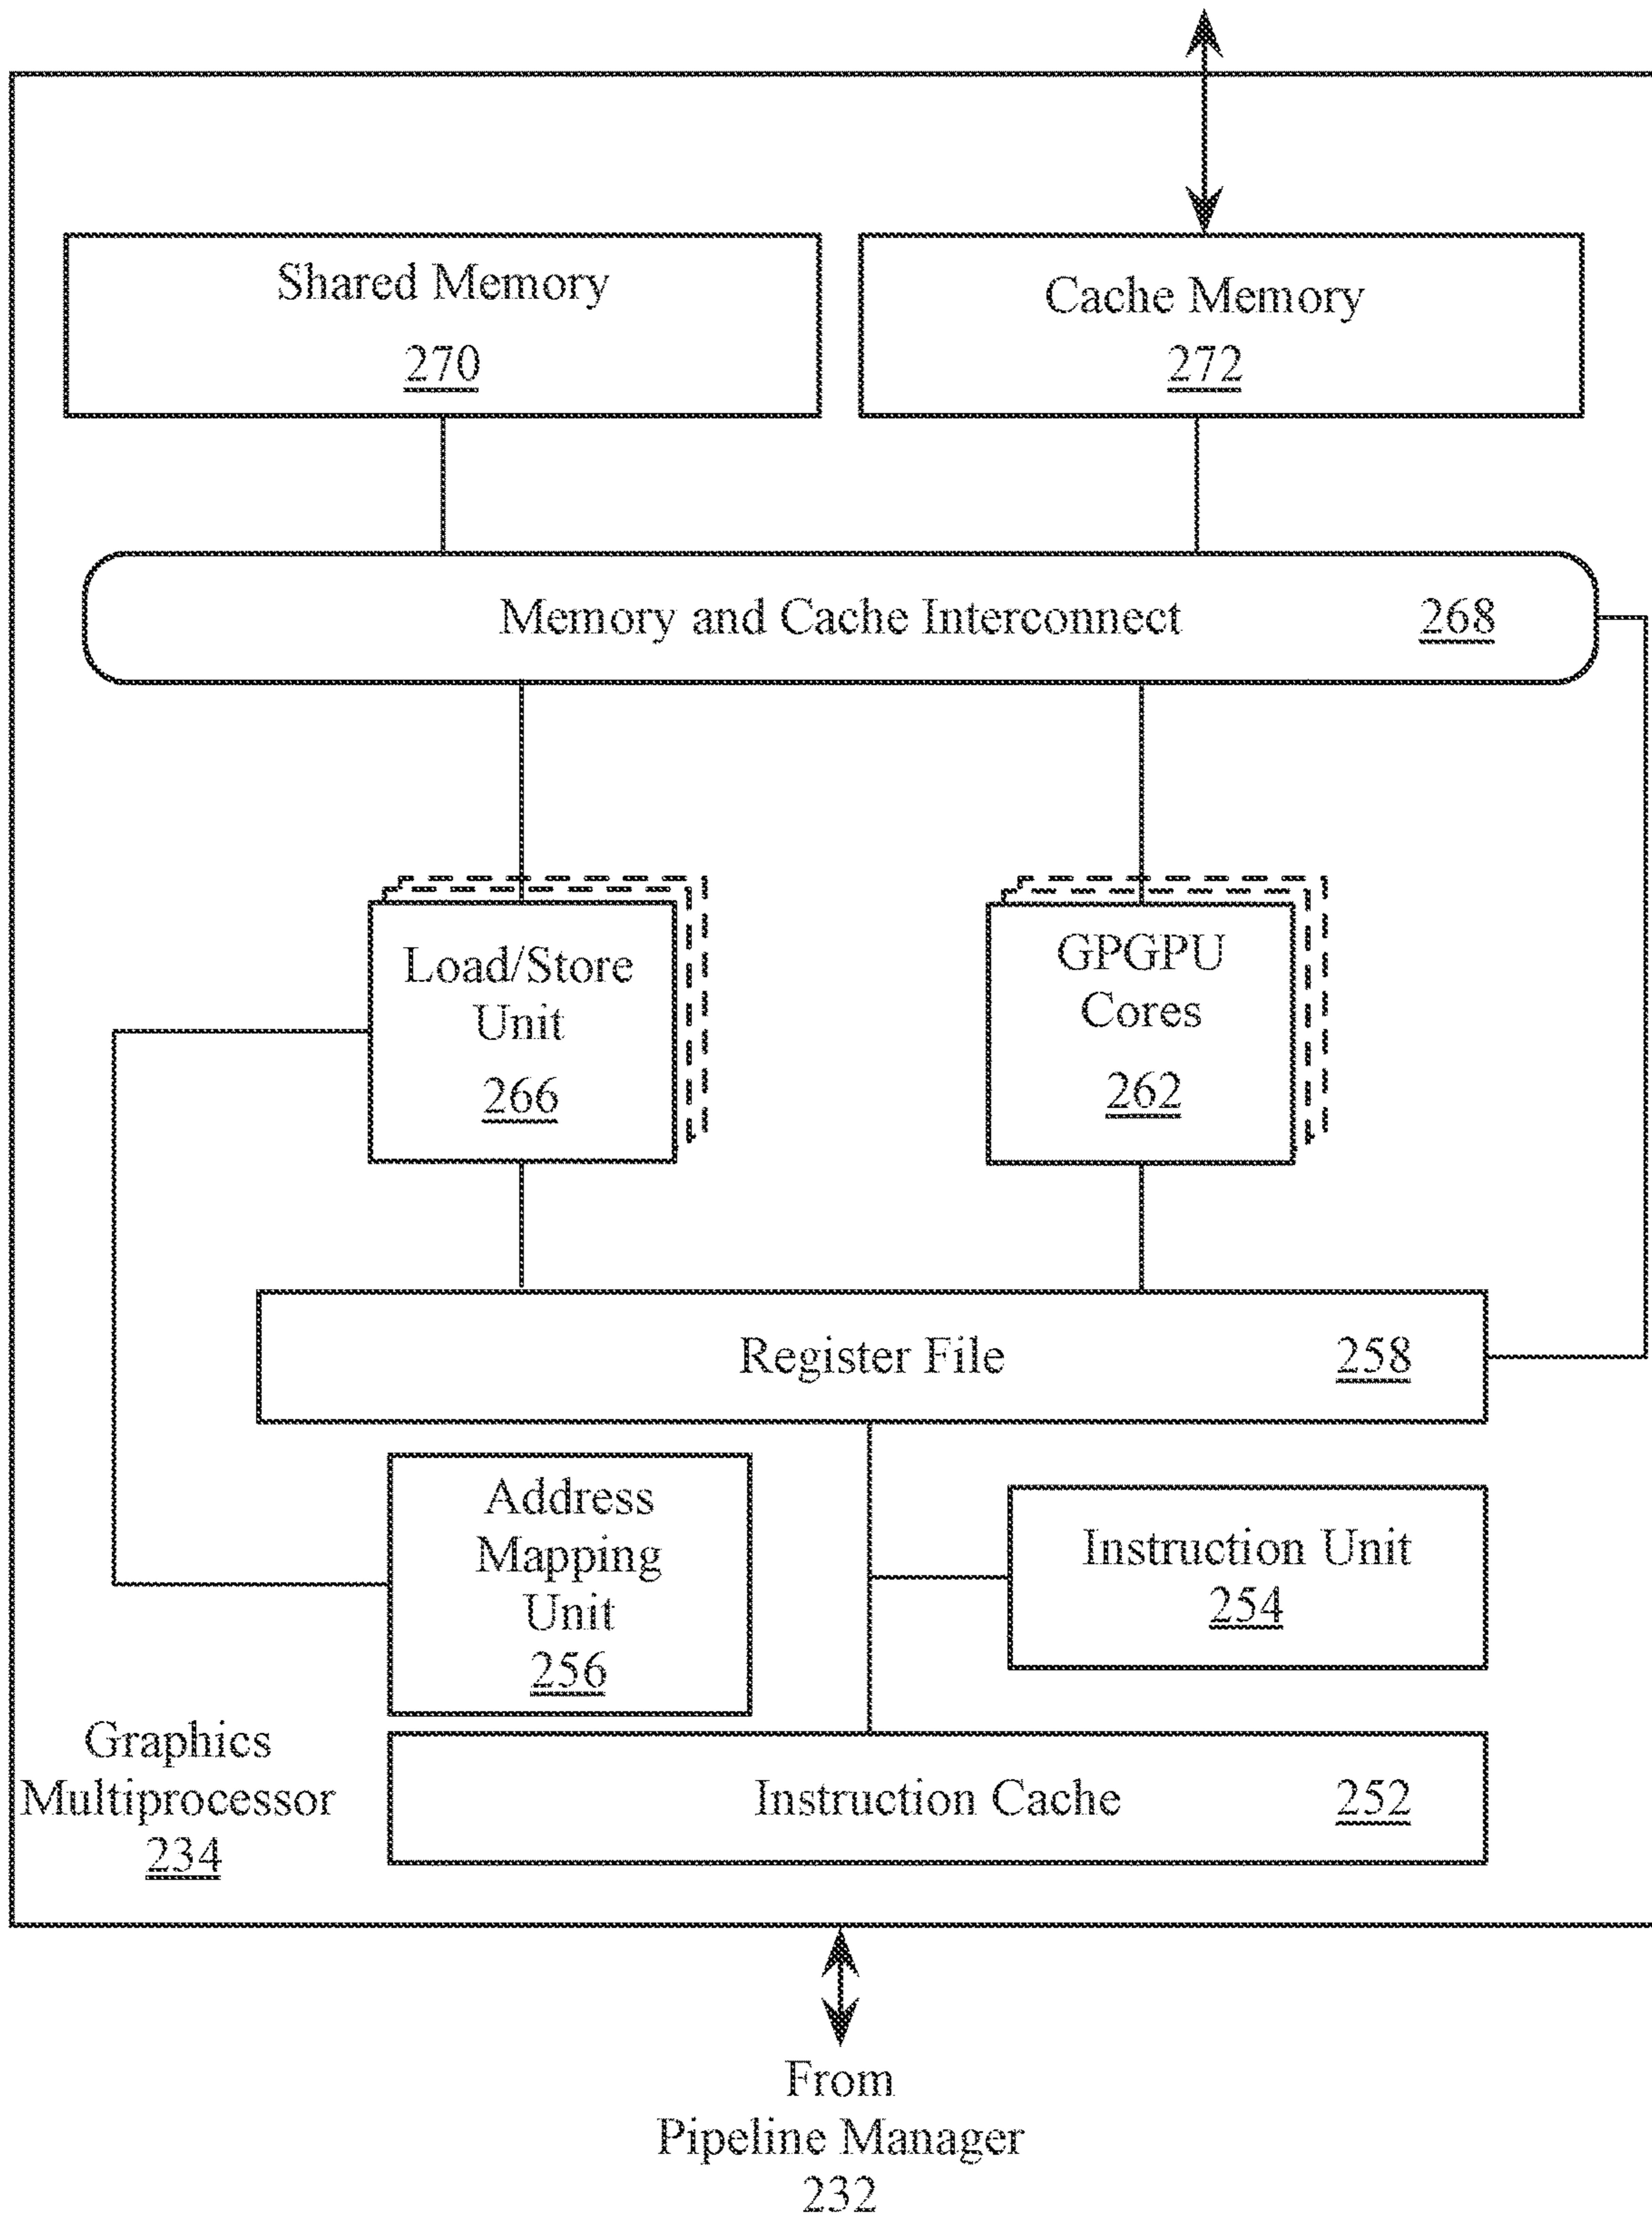 Shared Memory
270
Cache Memory
272
Memory and Cache Interconnect 268
Load/Store
Unit
266
GPGPU
Cores
262
Register File 258
Address
Mapping
Unit
256
Instruction Unit
254
Graphics
Multiprocessor
234
Instruction Cache 252
From
Pipeline Manager
232